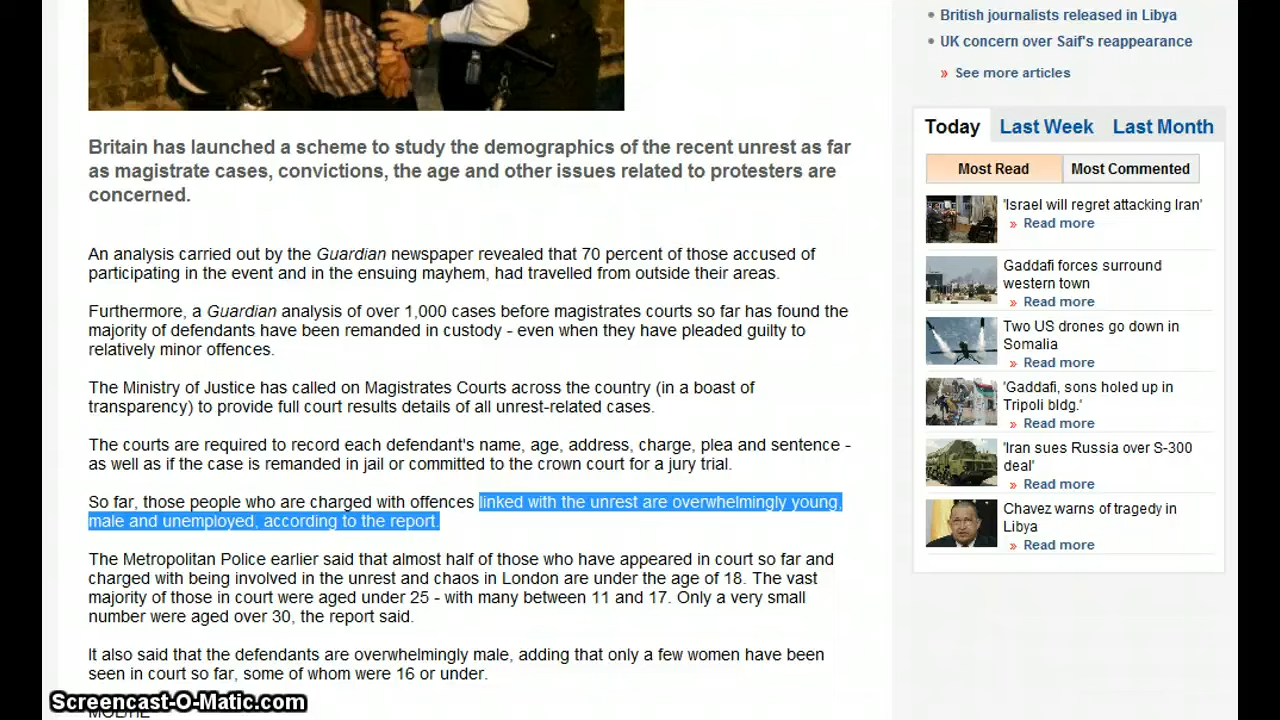 British journalists released in Libya
UK concern over Saif's reappearance
» See more articles
Today Last Week Last Month
Most Read Most Commented
'Israel will regret attacking Iran'
» Read more
Gaddafi forces surround
western town
» Read more
Two US drones go down in
Somalia
» Read more
'Gaddafi, sons holed up in
Tripoli bldg.'
» Read more
'Iran sues Russia over S-300
deal'
» Read more
Chavez warns of tragedy in
Libya
» Read more
Britain has launched a scheme to study the demographics of the recent unrest as far
as magistrate cases, convictions, the age and other issues related to protesters are
concerned.
An analysis carried out by the Guardian newspaper revealed that 70 percent of those accused of
participating in the event and in the ensuing mayhem, had travelled from outside their areas.
Furthermore, a Guardian analysis of over 1,000 cases before magistrates courts so far has found the
majority of defendants have been remanded in custody - even when they have pleaded guilty to
relatively minor offences.
The Ministry of Justice has called on Magistrates Courts across the country (in a boast of
transparency) to provide full court results details of all unrest-related cases.
The courts are required to record each defendant's name, age, address, charge, plea and sentence -
as well as if the case is remanded in jail or committed to the crown court for a jury trial.
So far, those people who are charged with offences linked with the unrest are overwhelmingly young,
male and unemployed, according to the report.
The Metropolitan Police earlier said that almost half of those who have appeared in court so far and
charged with being involved in the unrest and chaos in London are under the age of 18. The vast
majority of those in court were aged under 25 - with many between 11 and 17. Only a very small
number were aged over 30, the report said.
It also said that the defendants are overwhelmingly male, adding that only a few women have been
seen in court so far, some of whom were 16 or under.
Screencast-O-Matic.com